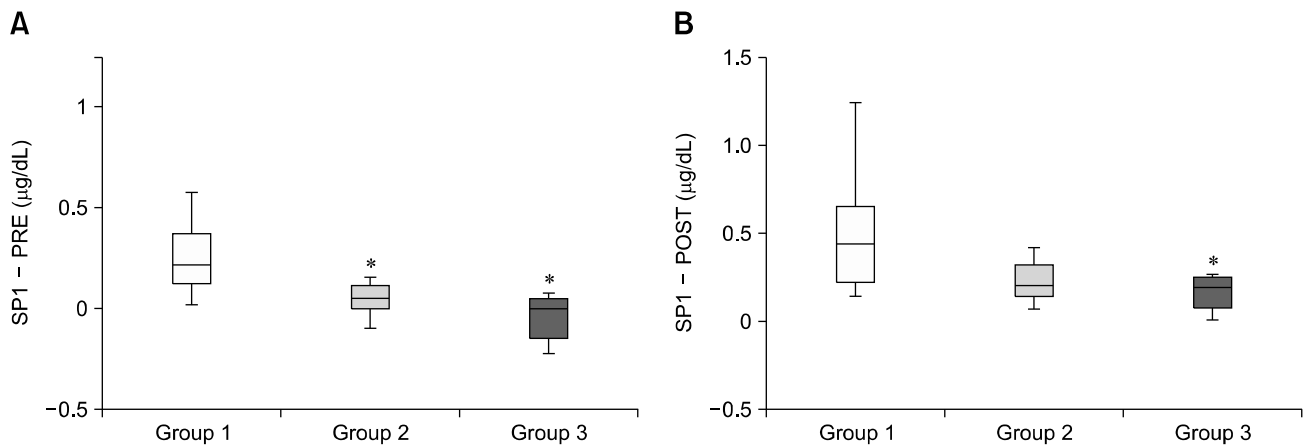 A
SP1 − PRE (μg/dL)
1
0.5
0
−0.5
*
*
Group 1
Group 2
Group 3
B
SP1 − POST (μg/dL)
1.5
1.0
0.5
0
−0.5
*
Group 1
Group 2
Group 3